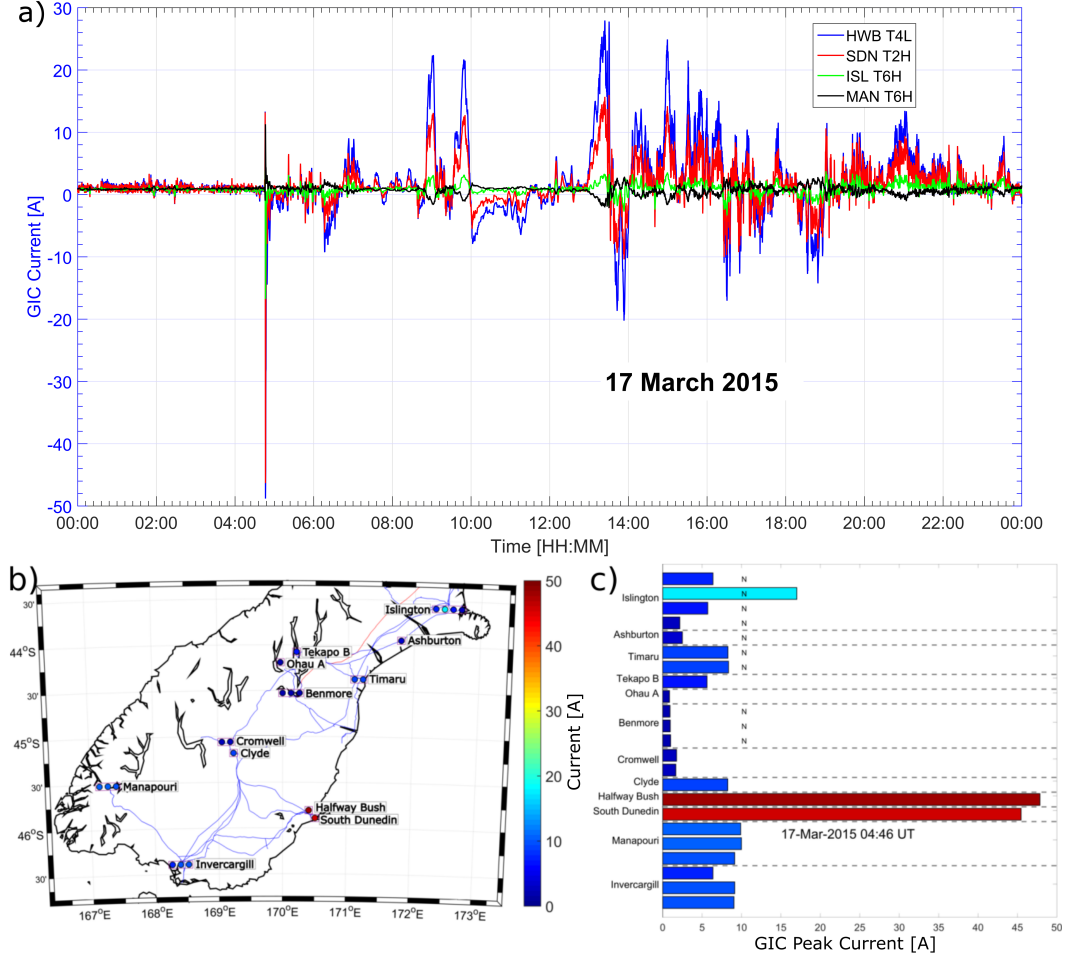 a)
30
20
10
0
-10
-20
-30
-40
-50
GIC Current [A]
HWB T4L
SDN T2H
ISL T6H
MAN T6H
17 March 2015
00:00 02:00 04:00 06:00 08:00 10:00 12:00 14:00 16:00 18:00 20:00 22:00 00:00
Time [HH:MM]
b)
30'
44°S
30'
45°S
30'
46°S
30'
167°E 168°E 169°E 170°E 171°E 172°E 173°E
Islington
Ashburton
Tekapo B
Ohau A
Timaru
Benmore
Cromwell
Clyde
Manapouri
Halfway Bush
South Dunedin
Invercargill
50
40
30
20
10
0
Current [A]
c)
Islington
Ashburton
Timaru
Tekapo B
Ohau A
Benmore
Cromwell
Clyde
Halfway Bush
South Dunedin
Manapouri
Invercargill
N
N
N
N
N
N
N
N
N
N
N
17-Mar-2015 04:46 UT
0 5 10 15 20 25 30 35 40 45 50
GIC Peak Current [A]